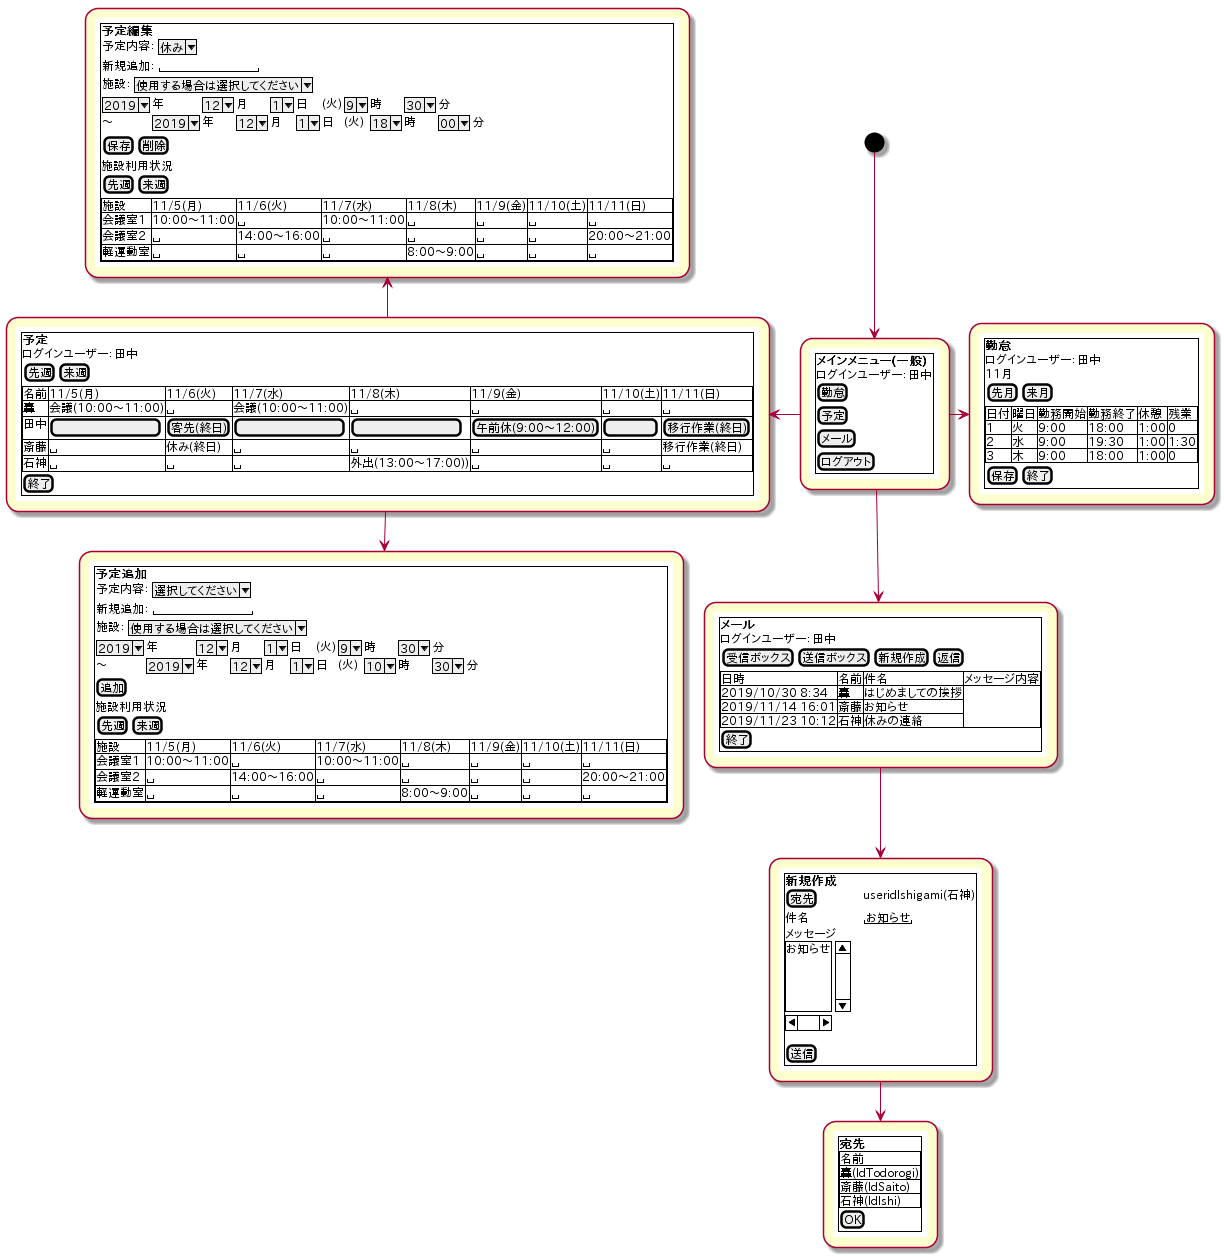 予定編集
予定内容: 休み
新規追加:
施設: 使用する場合は選択してください
2019 年 12 月 1 日 (火) 9 時 30 分
～ 2019 年 12 月 1 日 (火) 18 時 00 分
保存 削除
施設利用状況
先週 来週
施設 11/5(月) 11/6(火) 11/7(水) 11/8(木) 11/9(金) 11/10(土) 11/11(日)
会議室1 10:00～11:00 10:00～11:00
会議室2 14:00～16:00 20:00～21:00
軽運動室 8:00～9:00
予定
ログインユーザー: 田中
先週 来週
名前 11/5(月) 11/6(火) 11/7(水) 11/8(木) 11/9(金) 11/10(土) 11/11(日)
轟 会議(10:00～11:00) 会議(10:00～11:00)
田中 客先(終日) 午前休(9:00～12:00) 移行作業(終日)
斎藤 休み(終日) 移行作業(終日)
石神 外出(13:00～17:00))
終了
メインメニュー(一般)
ログインユーザー: 田中
勤怠
予定
メール
ログアウト
勤怠
ログインユーザー: 田中
11月
先月 来月
日付 曜日 勤務開始 勤務終了 休憩 残業
1 火 9:00 18:00 1:00 0
2 水 9:00 19:30 1:00 1:30
3 木 9:00 18:00 1:00 0
保存 終了
予定追加
予定内容: 選択してください
新規追加:
施設: 使用する場合は選択してください
2019 年 12 月 1 日 (火) 9 時 30 分
～ 2019 年 12 月 1 日 (火) 10 時 30 分
追加
施設利用状況
先週 来週
施設 11/5(月) 11/6(火) 11/7(水) 11/8(木) 11/9(金) 11/10(土) 11/11(日)
会議室1 10:00～11:00 10:00～11:00
会議室2 14:00～16:00 20:00～21:00
軽運動室 8:00～9:00
メール
ログインユーザー: 田中
受信ボックス 送信ボックス 新規作成 返信
日時 名前 件名 メッセージ内容
2019/10/30 8:34 轟 はじめましての挨拶
2019/11/14 16:01 斎藤 お知らせ
2019/11/23 10:12 石神 休みの連絡
終了
新規作成
宛先 useridIshigami(石神)
件名 お知らせ
メッセージ
お知らせ
送信
宛先
名前
轟(IdTodorogi)
斎藤(IdSaito)
石神(IdIshi)
OK